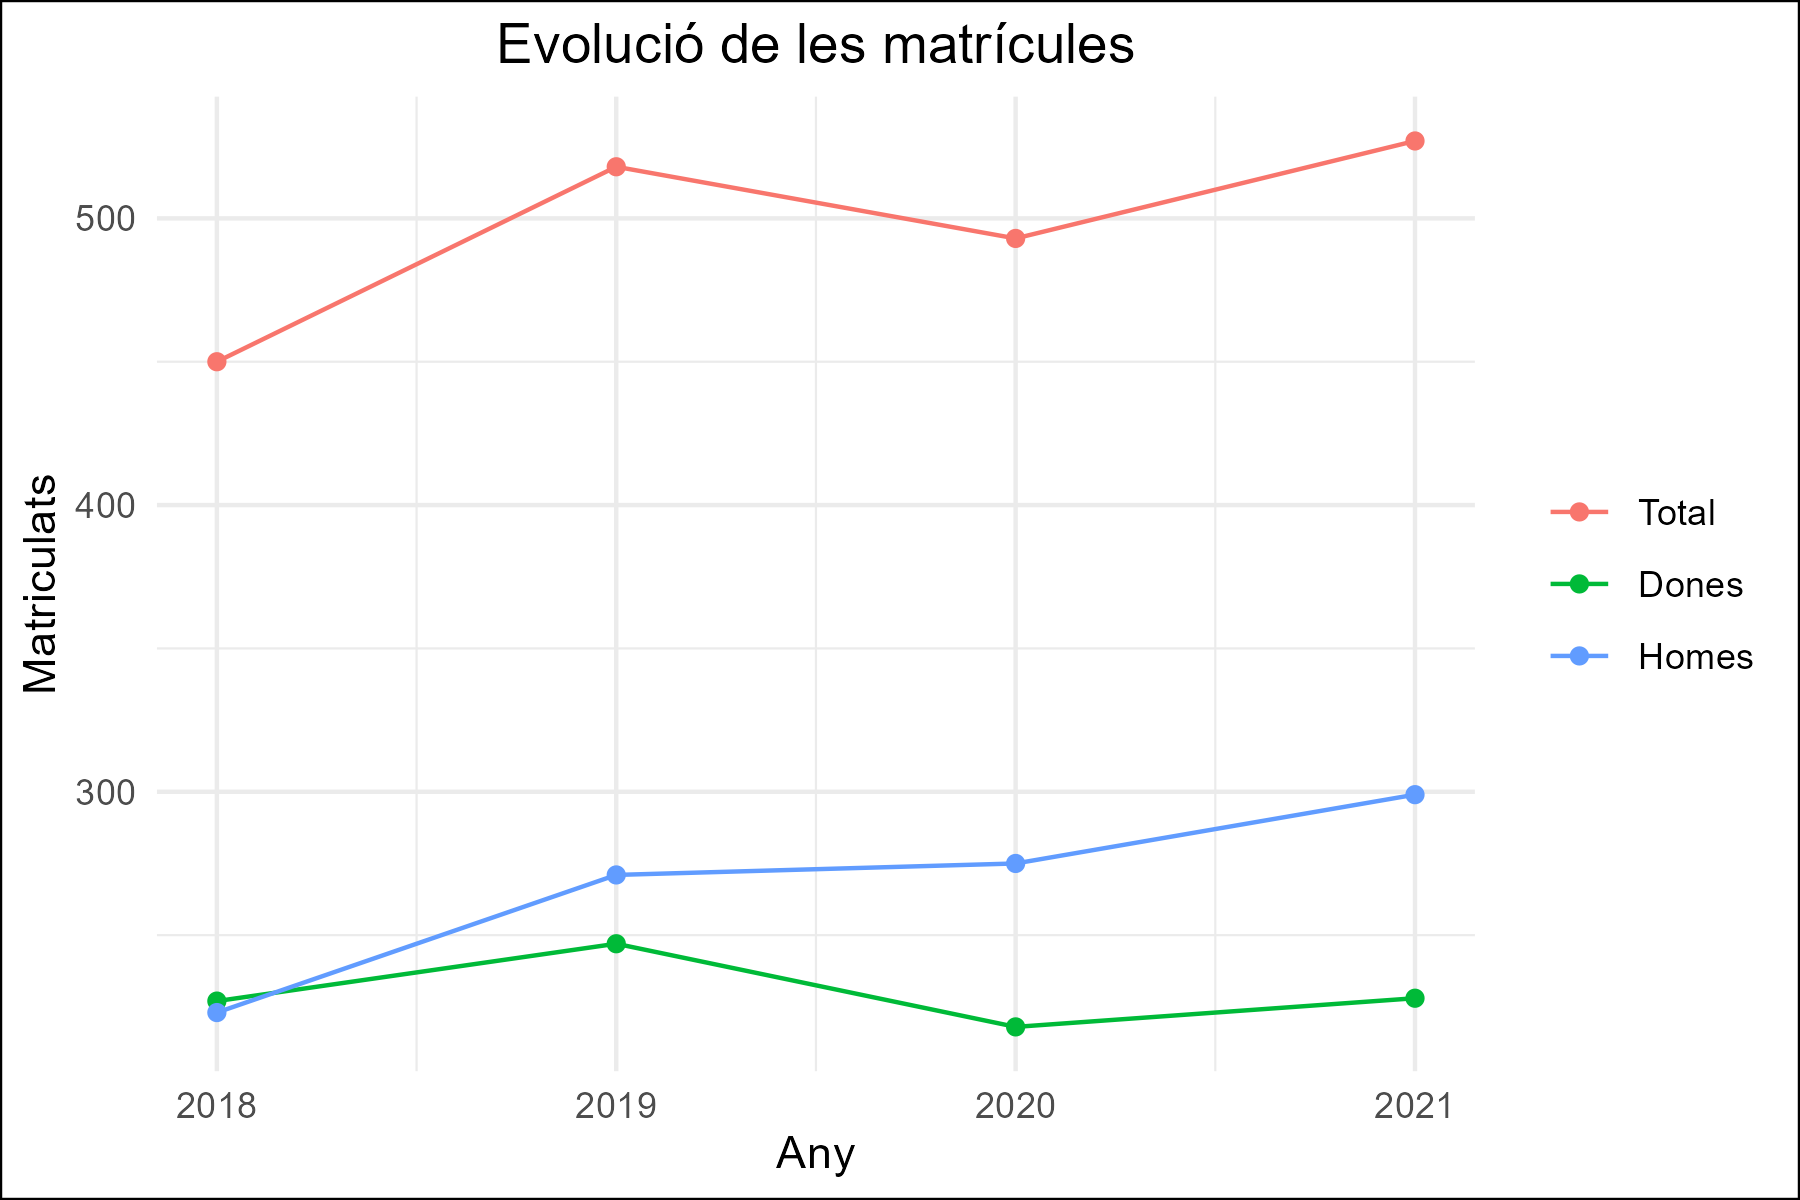 Evolució de les matrícules
Matriculats
500
400
300
2018
2019
2020
2021
Any
Total
Dones
Homes